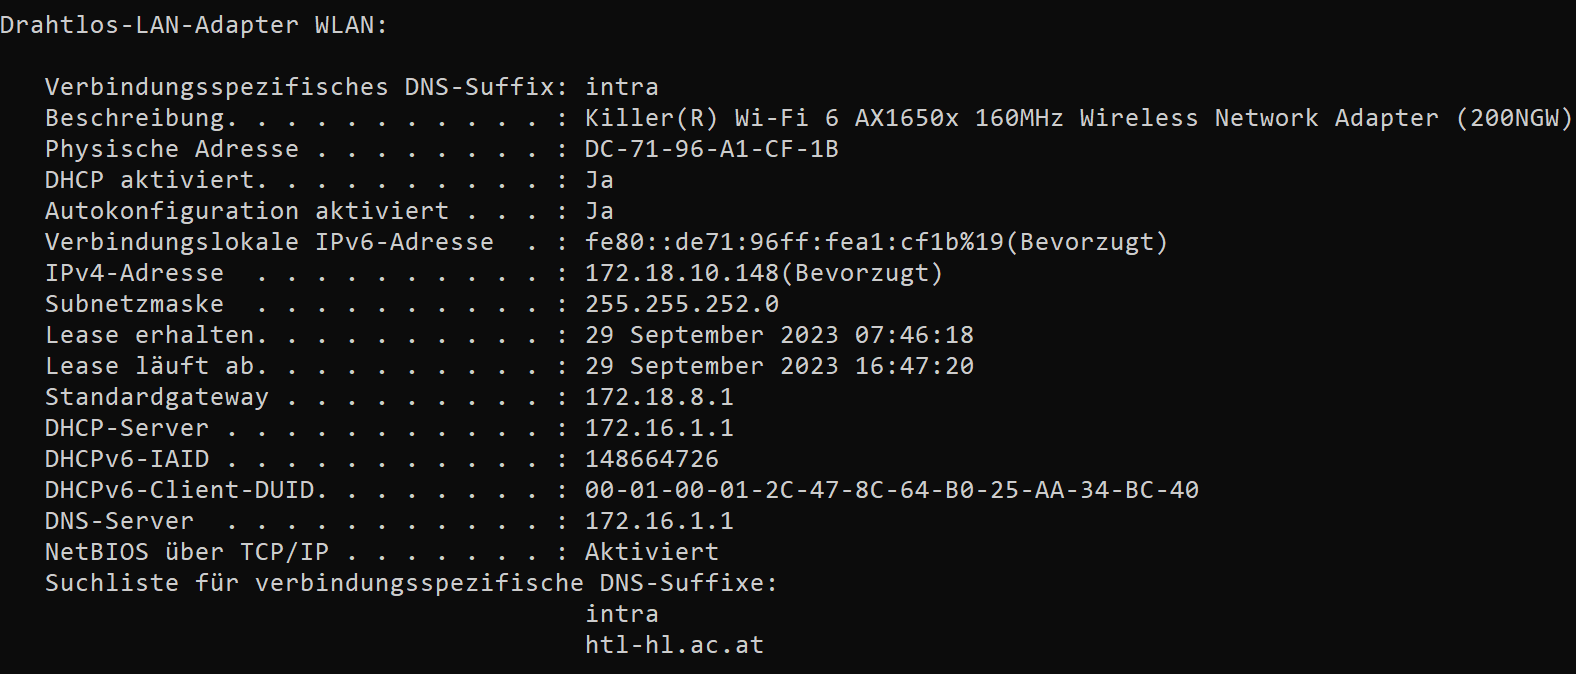 Drahtlos-LAN-Adapter WLAN:
Verbindungsspezifisches DNS-Suffix: intra
Beschreibung. . . . . . . . . . . : Killer(R) Wi-Fi 6 AX1650x 160MHz Wireless Network Adapter (200NGW)
Physische Adresse . . . . . . . . : DC-71-96-A1-CF-1B
DHCP aktiviert. . . . . . . . . . : Ja
Autokonfiguration aktiviert . . . : Ja
Verbindungslokale IPv6-Adresse  . : fe80::de71:96ff:fea1:cf1b%19(Bevorzugt)
IPv4-Adresse  . . . . . . . . . . : 172.18.10.148(Bevorzugt)
Subnetzmaske  . . . . . . . . . . : 255.255.252.0
Lease erhalten. . . . . . . . . . : 29 September 2023 07:46:18
Lease läuft ab. . . . . . . . . . : 29 September 2023 16:47:20
Standardgateway . . . . . . . . . : 172.18.8.1
DHCP-Server . . . . . . . . . . . : 172.16.1.1
DHCPv6-IAID . . . . . . . . . . . : 148664726
DHCPv6-Client-DUID. . . . . . . . : 00-01-00-01-2C-47-8C-64-B0-25-AA-34-BC-40
DNS-Server  . . . . . . . . . . . : 172.16.1.1
NetBIOS über TCP/IP . . . . . . . : Aktiviert
Suchliste für verbindungsspezifische DNS-Suffixe:
intra
htl-hl.ac.at